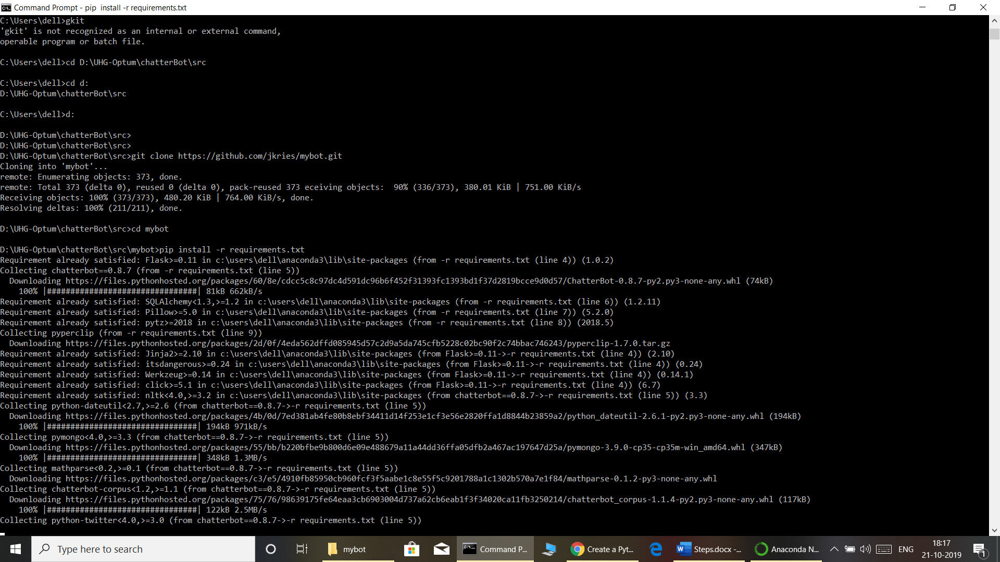 Command Prompt - pip  install -r requirements.txt
C:\Users\dell>gkit
'gkit' is not recognized as an internal or external command,
operable program or batch file.
C:\Users\dell>cd D:\UHG-Optum\chatterBot\src
C:\Users\dell>cd d:
D:\UHG-Optum\chatterBot\src
C:\Users\dell>d:
D:\UHG-Optum\chatterBot\src>
D:\UHG-Optum\chatterBot\src>
D:\UHG-Optum\chatterBot\src>git clone https://github.com/jkries/mybot.git
Cloning into 'mybot'...
remote: Enumerating objects: 373, done.
remote: Total 373 (delta 0), reused 0 (delta 0), pack-reused 373 eceiving objects:  90% (336/373), 380.01 KiB | 751.00 KiB/s
Receiving objects: 100% (373/373), 480.20 KiB | 764.00 KiB/s, done.
Resolving deltas: 100% (211/211), done.
D:\UHG-Optum\chatterBot\src>cd mybot
D:\UHG-Optum\chatterBot\src\mybot>pip install -r requirements.txt
Requirement already satisfied: Flask>=0.11 in c:\users\dell\anaconda3\lib\site-packages (from -r requirements.txt (line 4)) (1.0.2)
Collecting chatterbot==0.8.7 (from -r requirements.txt (line 5))
  Downloading https://files.pythonhosted.org/packages/60/8e/cdcc5c8c97dc4d591dc96b6f452f31393fc1393bd1f37d2819bcce9d0d57/ChatterBot-0.8.7-py2.py3-none-any.whl (74kB)
    100% |################################| 81kB 662kB/s
Requirement already satisfied: SQLAlchemy<1.3,>=1.2 in c:\users\dell\anaconda3\lib\site-packages (from -r requirements.txt (line 6)) (1.2.11)
Requirement already satisfied: Pillow>=5.0 in c:\users\dell\anaconda3\lib\site-packages (from -r requirements.txt (line 7)) (5.2.0)
Requirement already satisfied: pytz>=2018 in c:\users\dell\anaconda3\lib\site-packages (from -r requirements.txt (line 8)) (2018.5)
Collecting pyperclip (from -r requirements.txt (line 9))
  Downloading https://files.pythonhosted.org/packages/2d/0f/4eda562dffd085945d57c2d9a5da745cfb5228c02bc90f2c74bbac746243/pyperclip-1.7.0.tar.gz
Requirement already satisfied: Jinja2>=2.10 in c:\users\dell\anaconda3\lib\site-packages (from Flask>=0.11->-r requirements.txt (line 4)) (2.10)
Requirement already satisfied: itsdangerous>=0.24 in c:\users\dell\anaconda3\lib\site-packages (from Flask>=0.11->-r requirements.txt (line 4)) (0.24)
Requirement already satisfied: Werkzeug>=0.14 in c:\users\dell\anaconda3\lib\site-packages (from Flask>=0.11->-r requirements.txt (line 4)) (0.14.1)
Requirement already satisfied: click>=5.1 in c:\users\dell\anaconda3\lib\site-packages (from Flask>=0.11->-r requirements.txt (line 4)) (6.7)
Requirement already satisfied: nltk<4.0,>=3.2 in c:\users\dell\anaconda3\lib\site-packages (from chatterbot==0.8.7->-r requirements.txt (line 5)) (3.3)
Collecting python-dateutil<2.7,>=2.6 (from chatterbot==0.8.7->-r requirements.txt (line 5))
  Downloading https://files.pythonhosted.org/packages/4b/0d/7ed381ab4fe80b8ebf34411d14f253e1cf3e56e2820ffa1d8844b23859a2/python_dateutil-2.6.1-py2.py3-none-any.whl (194kB)
    100% |################################| 194kB 971kB/s
Collecting pymongo<4.0,>=3.3 (from chatterbot==0.8.7->-r requirements.txt (line 5))
  Downloading https://files.pythonhosted.org/packages/55/bb/b220bfbe9b800d6e09e488679a11a44dd36ffa05dfb2a467ac197647d25a/pymongo-3.9.0-cp35-cp35m-win_amd64.whl (347kB)
    100% |################################| 348kB 1.3MB/s
Collecting mathparse<0.2,>=0.1 (from chatterbot==0.8.7->-r requirements.txt (line 5))
  Downloading https://files.pythonhosted.org/packages/c3/e5/4910fb85950cb960fcf3f5aabe1c8e55f5c9201788a1c1302b570a7e1f84/mathparse-0.1.2-py3-none-any.whl
Collecting chatterbot-corpus<1.2,>=1.1 (from chatterbot==0.8.7->-r requirements.txt (line 5))
  Downloading https://files.pythonhosted.org/packages/75/76/98639175fe64eaa3cb6903004d737a62cb6eab1f3f34020ca11fb3250214/chatterbot_corpus-1.1.4-py2.py3-none-any.whl (117kB)
    100% |################################| 122kB 2.5MB/s
Collecting python-twitter<4.0,>=3.0 (from chatterbot==0.8.7->-r requirements.txt (line 5))
Type here to search
mybot
Command P...
Create a Pyt...
Steps.docx -...
Anaconda N...
ENG
18:17
21-10-2019
1